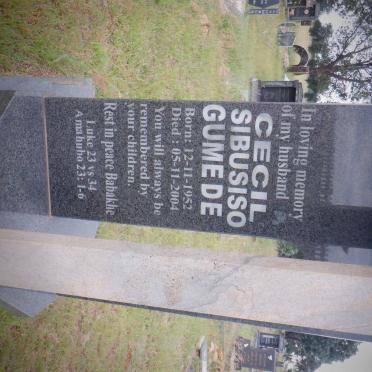 In loving memory
of my husband
CECIL
SIBUSISO
GUMEDE
Born: 12-11-1952
Died : 05-11-2004
You will always be
remembered by
your children.
Rest in peace Babakhe
Luke 23 vs 34
Amahubo 23: 1-6